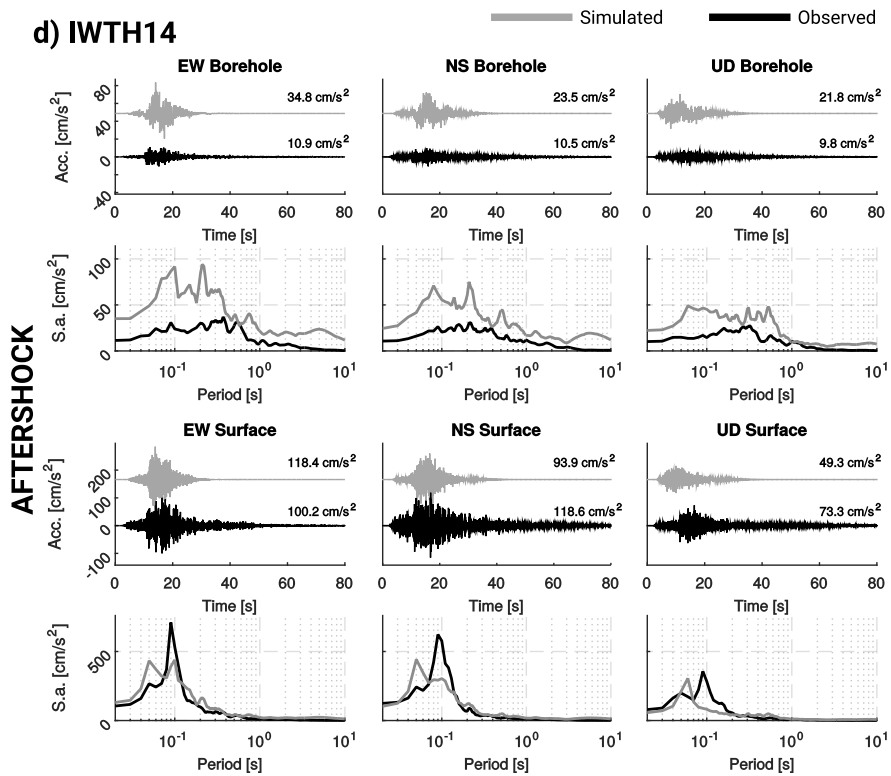 d) IWTH14
Simulated Observed
EW Borehole NS Borehole UD Borehole
Acc. [cm/s²]
80
40
0
-40
34.8 cm/s² 23.5 cm/s² 21.8 cm/s²
10.9 cm/s² 10.5 cm/s² 9.8 cm/s²
0 20 40 60 80 0 20 40 60 80 0 20 40 60 80
Time [s] Time [s] Time [s]
S.a. [cm/s²]
100
50
0
10⁻¹ 10⁰ 10¹ 10⁻¹ 10⁰ 10¹ 10⁻¹ 10⁰ 10¹
Period [s] Period [s] Period [s]
AFTERSHOCK
EW Surface NS Surface UD Surface
Acc. [cm/s²]
200
100
0
-100
118.4 cm/s² 93.9 cm/s² 49.3 cm/s²
100.2 cm/s² 118.6 cm/s² 73.3 cm/s²
0 20 40 60 80 0 20 40 60 80 0 20 40 60 80
Time [s] Time [s] Time [s]
S.a. [cm/s²]
500
0
10⁻¹ 10⁰ 10¹ 10⁻¹ 10⁰ 10¹ 10⁻¹ 10⁰ 10¹
Period [s] Period [s] Period [s]